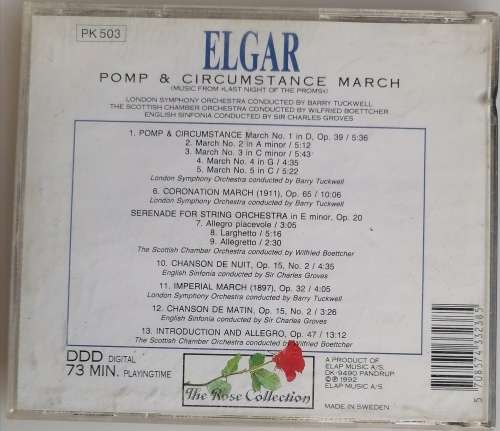 PK 503
ELGAR
POMP & CIRCUMSTANCE MARCH
(MUSIC FROM »LAST NIGHT OF THE PROMS«)
LONDON SYMPHONY ORCHESTRA CONDUCTED BY BARRY TUCKWELL
THE SCOTTISH CHAMBER ORCHESTRA CONDUCTED BY WILFRIED BOETTCHER
ENGLISH SINFONIA CONDUCTED BY SIR CHARLES GROVES
1. POMP & CIRCUMSTANCE March No. 1 in D, Op. 39 / 5:36
2. March No. 2 in A minor / 5:12
3. March No. 3 in C minor / 5:43
4. March No. 4 in G / 4:35
5. March No. 5 in C / 5:22
London Symphony Orchestra conducted by Barry Tuckwell
6. CORONATION MARCH (1911), Op. 65 / 10:06
London Symphony Orchestra conducted by Barry Tuckwell
SERENADE FOR STRING ORCHESTRA in E minor, Op. 20
7. Allegro piacevole / 3:05
8. Larghetto / 5:16
9. Allegretto / 2:30
The Scottish Chamber Orchestra conducted by Wilfried Boettcher
10. CHANSON DE NUIT, Op. 15, No. 2 / 4:35
English Sinfonia conducted by Sir Charles Groves
11. IMPERIAL MARCH (1897), Op. 32 / 4:05
London Symphony Orchestra conducted by Barry Tuckwell
12. CHANSON DE MATIN, Op. 15, No. 2 / 3:26
English Sinfonia conducted by Sir Charles Groves
13. INTRODUCTION AND ALLEGRO, Op. 47 / 13:12
The Scottish Chamber Orchestra conducted by Wilfried Boettcher
DDD DIGITAL
73 MIN. PLAYINGTIME
The Rose Collection
A PRODUCT OF
ELAP MUSIC A/S.
DK-9490 PANDRUP
©℗1992
ELAP MUSIC A/S.
MADE IN SWEDEN